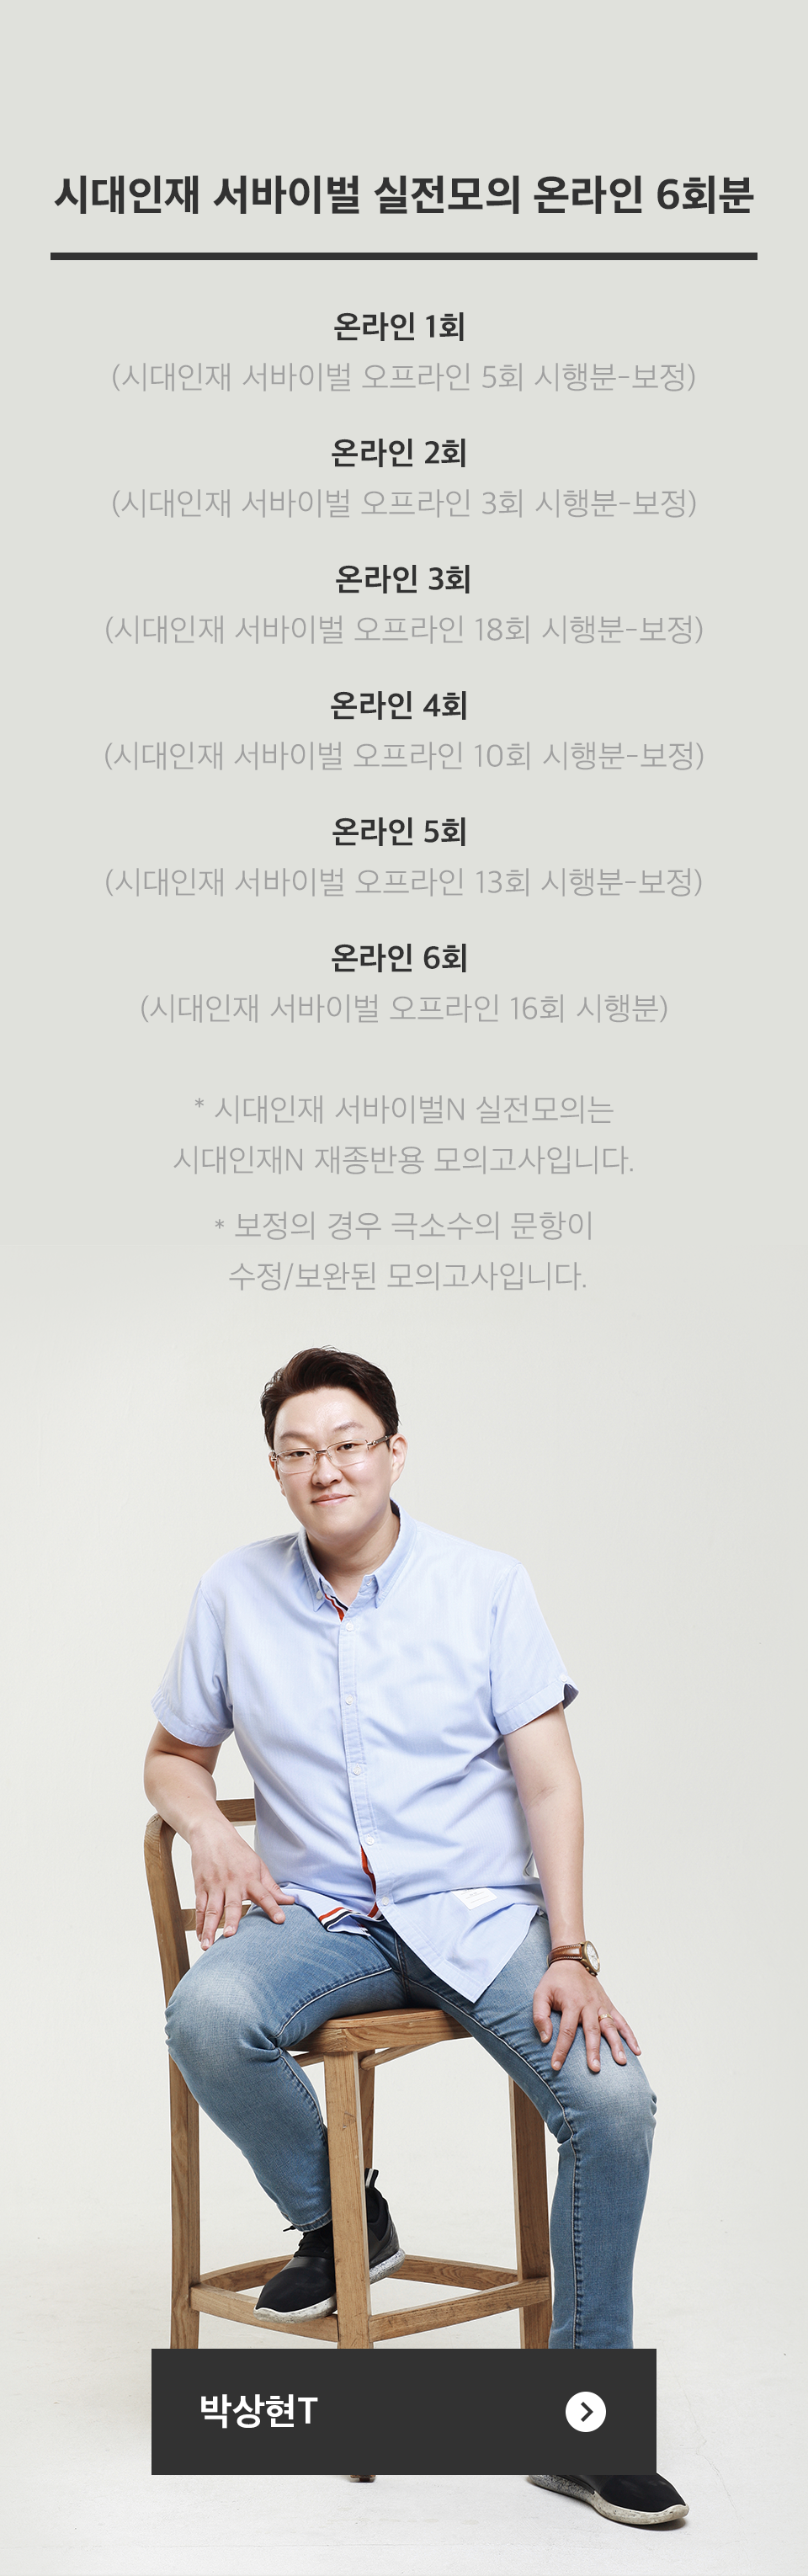 시대인재 서바이벌 실전모의 온라인 6회분
온라인 1회
(시대인재 서바이벌 오프라인 5회 시행분-보정)
온라인 2회
(시대인재 서바이벌 오프라인 3회 시행분-보정)
온라인 3회
(시대인재 서바이벌 오프라인 18회 시행분-보정)
온라인 4회
(시대인재 서바이벌 오프라인 10회 시행분-보정)
온라인 5회
(시대인재 서바이벌 오프라인 13회 시행분-보정)
온라인 6회
(시대인재 서바이벌 오프라인 16회 시행분)
* 시대인재 서바이벌N 실전모의는
시대인재N 재종반용 모의고사입니다.
* 보정의 경우 극소수의 문항이
수정/보완된 모의고사입니다.
박상현T